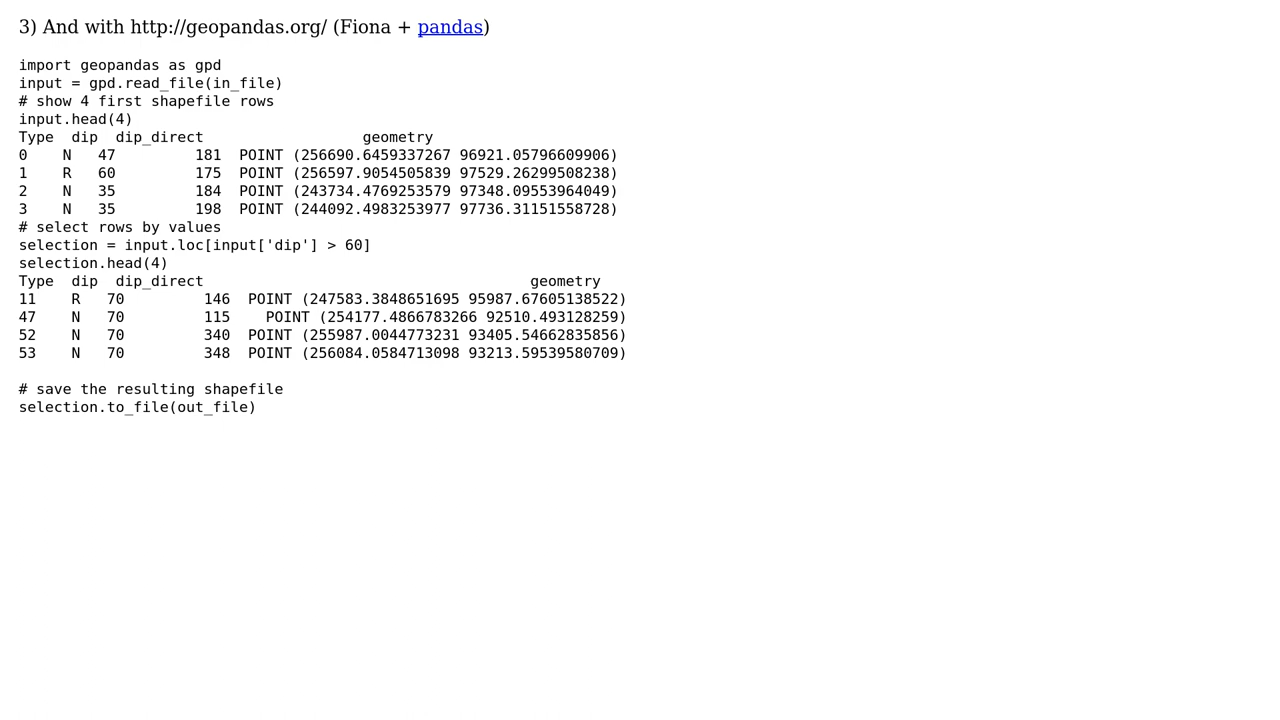 3) And with http://geopandas.org/ (Fiona + pandas)
import geopandas as gpd
input = gpd.read_file(in_file)
# show 4 first shapefile rows
input.head(4)
Type  dip  dip_direct                  geometry
0    N   47         181  POINT (256690.6459337267 96921.05796609906)
1    R   60         175  POINT (256597.9054505839 97529.26299508238)
2    N   35         184  POINT (243734.4769253579 97348.09553964049)
3    N   35         198  POINT (244092.4983253977 97736.31151558728)
# select rows by values
selection = input.loc[input['dip'] > 60]
selection.head(4)
Type  dip  dip_direct                                     geometry
11    R   70         146  POINT (247583.3848651695 95987.67605138522)
47    N   70         115    POINT (254177.4866783266 92510.493128259)
52    N   70         340  POINT (255987.0044773231 93405.54662835856)
53    N   70         348  POINT (256084.0584713098 93213.59539580709)
# save the resulting shapefile
selection.to_file(out_file)